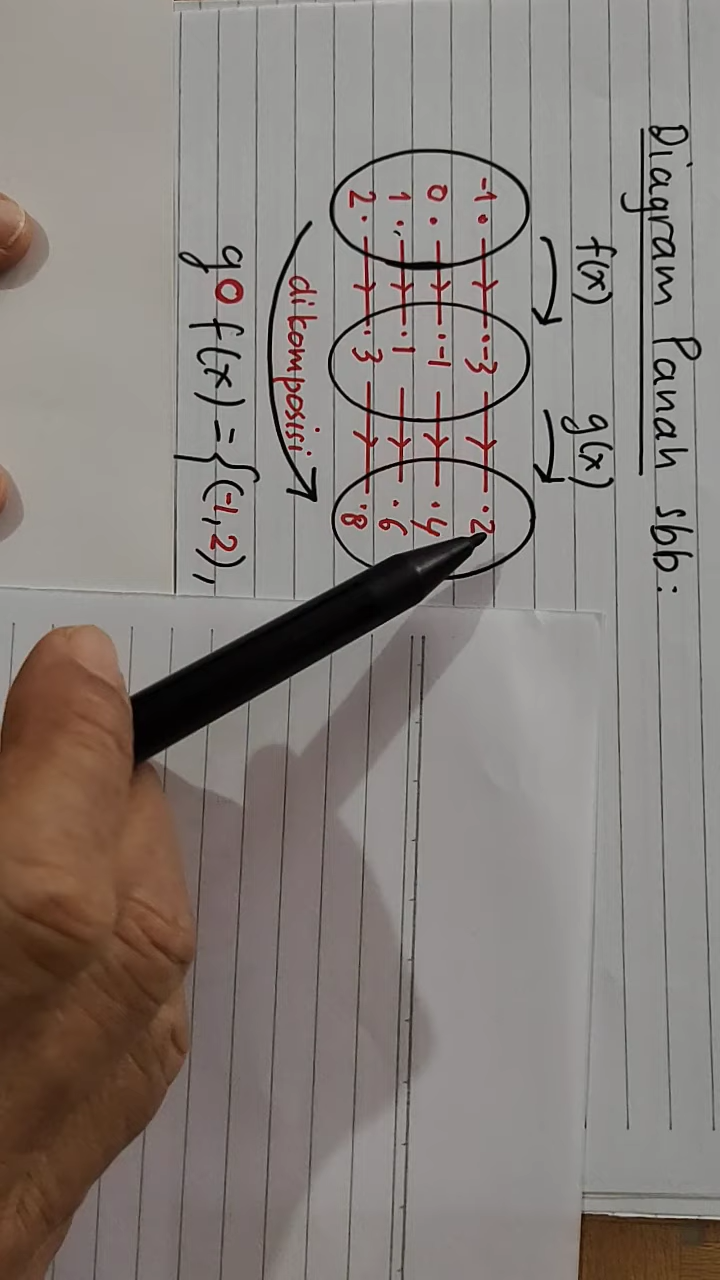 Diagram Panah sbb:
f(x) g(x)
-1 -3 2
0 -1 4
1 1 6
2 3 8
dikomposisi
g o f(x) = {(-1,2),